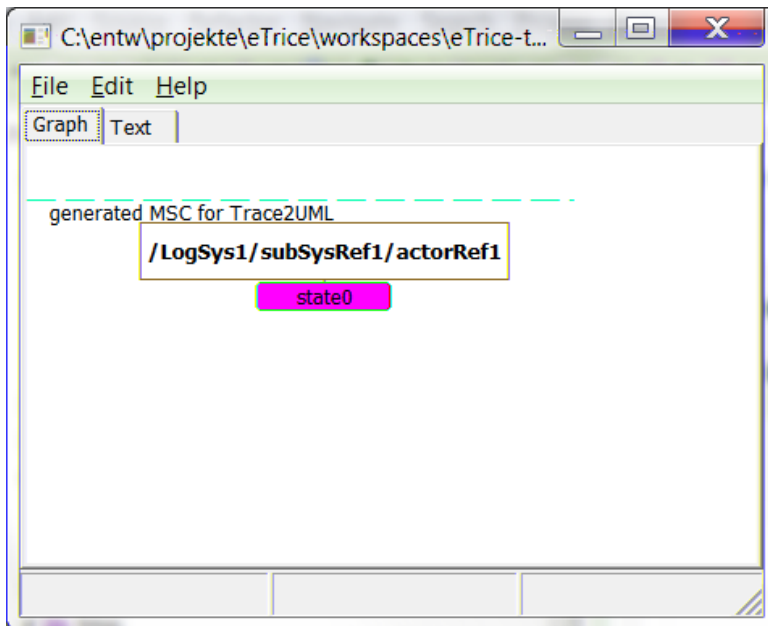 C:\entw\projekte\eTrice\workspaces\eTrice-t...
File Edit Help
Graph Text
generated MSC for Trace2UML
/LogSys1/subSysRef1/actorRef1
state0